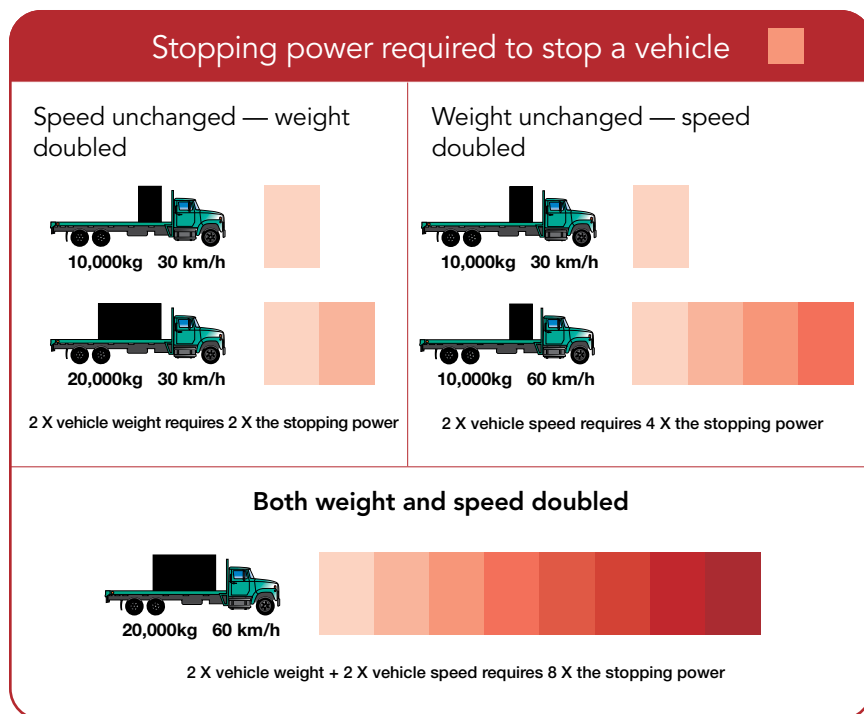 Stopping power required to stop a vehicle
Speed unchanged — weight
doubled
10,000kg 30 km/h
20,000kg 30 km/h
2 X vehicle weight requires 2 X the stopping power
Weight unchanged — speed
doubled
10,000kg 30 km/h
10,000kg 60 km/h
2 X vehicle speed requires 4 X the stopping power
Both weight and speed doubled
20,000kg 60 km/h
2 X vehicle weight + 2 X vehicle speed requires 8 X the stopping power